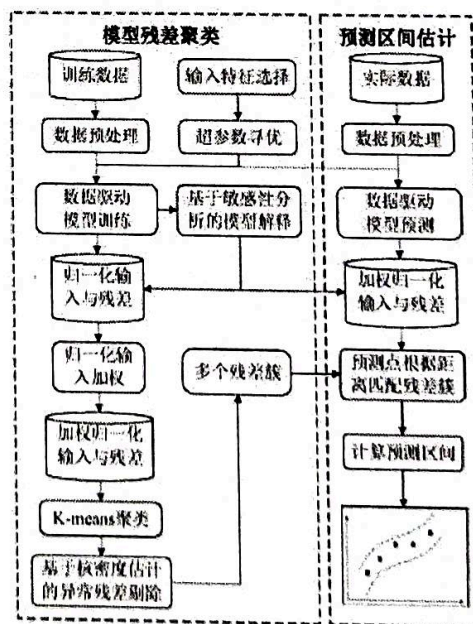 模型残差聚类
训练数据
输入特征选择
数据预处理
超参数寻优
数据驱动
模型训练
基于敏感性分
析的模型解释
归一化输
入与残差
归一化输
入加权
多个残差簇
加权归一化
输入与残差
K-means聚类
基于核密度估计
的异常残差剔除
预测区间估计
实际数据
数据预处理
数据驱动
模型预测
加权归一化
输入与残差
预测点根据距
离匹配残差簇
计算预测区间